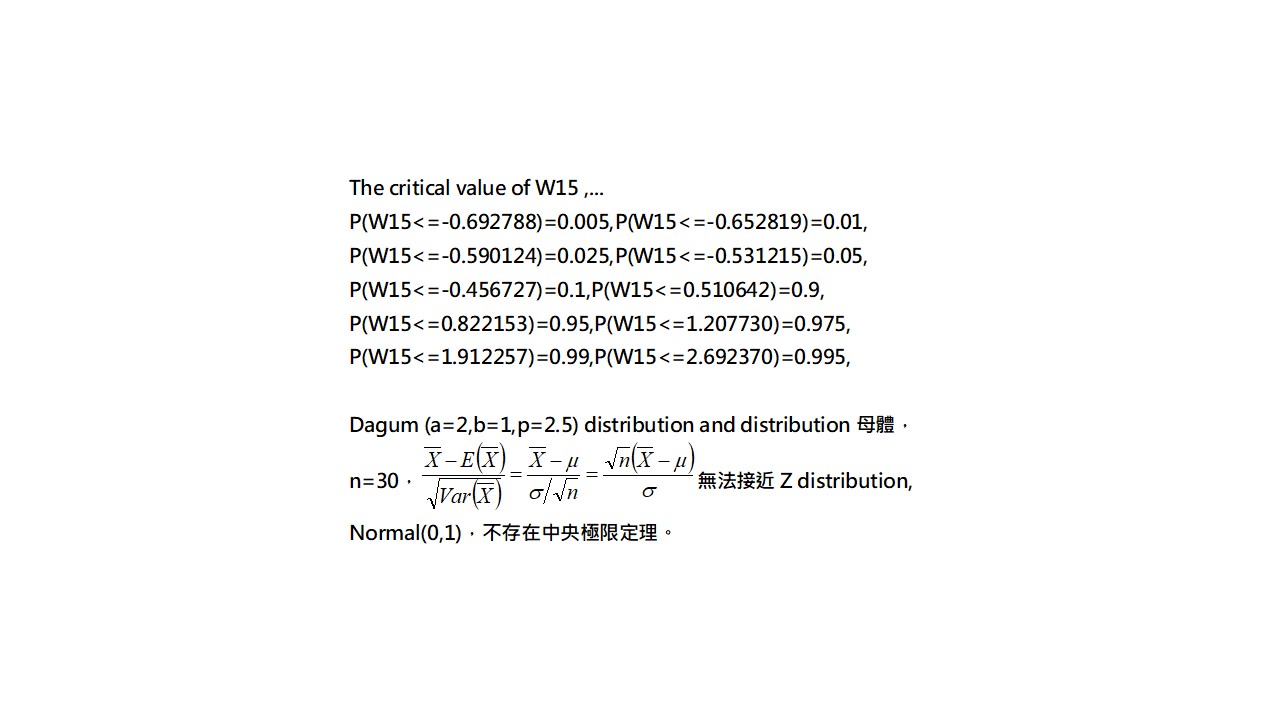 The critical value of W15 ,...
P(W15<=-0.692788)=0.005,P(W15<=-0.652819)=0.01,
P(W15<=-0.590124)=0.025,P(W15<=-0.531215)=0.05,
P(W15<=-0.456727)=0.1,P(W15<=0.510642)=0.9,
P(W15<=0.822153)=0.95,P(W15<=1.207730)=0.975,
P(W15<=1.912257)=0.99,P(W15<=2.692370)=0.995,
Dagum (a=2,b=1,p=2.5) distribution and distribution 母體，
n=30， \frac{\overline{X}-E(\overline{X})}{\sqrt{Var(\overline{X})}}=\frac{\overline{X}-μ}{σ/\sqrt{n}}=\frac{\sqrt{n}(\overline{X}-μ)}{σ} 無法接近 Z distribution,
Normal(0,1)，不存在中央極限定理。